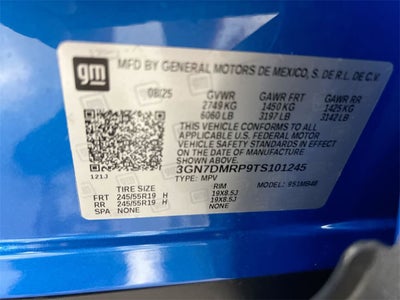 gm
MFD BY GENERAL MOTORS DE MEXICO, S. DE R.L. DE C.V.
08/25 GVWR GAWR FRT GAWR RR
2749 KG 1450 KG 1425 KG
6060 LB 3197 LB 3142 LB
THIS VEHICLE CONFORMS TO ALL APPLICABLE
U.S. FEDERAL MOTOR VEHICLE SAFETY
STANDARDS IN EFFECT ON THE DATE OF
MANUFACTURE SHOWN ABOVE.
3GN7DMRP9TS101245
TYPE: MPV
121J
TIRE SIZE RIM
FRT 245/55R19 H 19X8.5J
RR 245/55R19 H 19X8.5J
SPA NONE